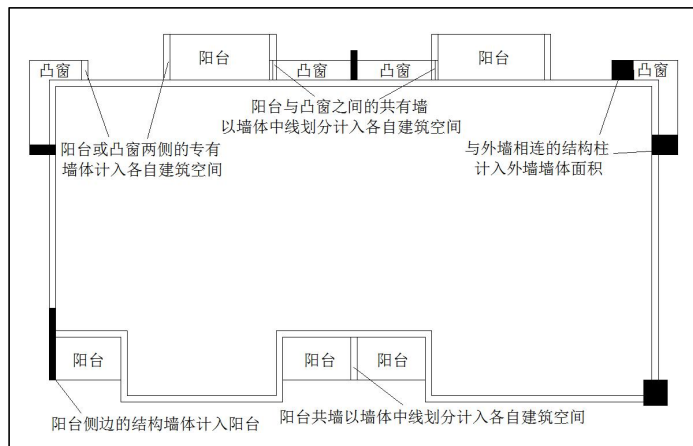 阳台
阳台
凸窗
凸窗
凸窗
凸窗
阳台与凸窗之间的共有墙
以墙体中线划分计入各自建筑空间
阳台或凸窗两侧的专有
墙体计入各自建筑空间
与外墙相连的结构柱
计入外墙墙体面积
阳台
阳台
阳台
阳台侧边的结构墙体计入阳台
阳台共墙以墙体中线划分计入各自建筑空间